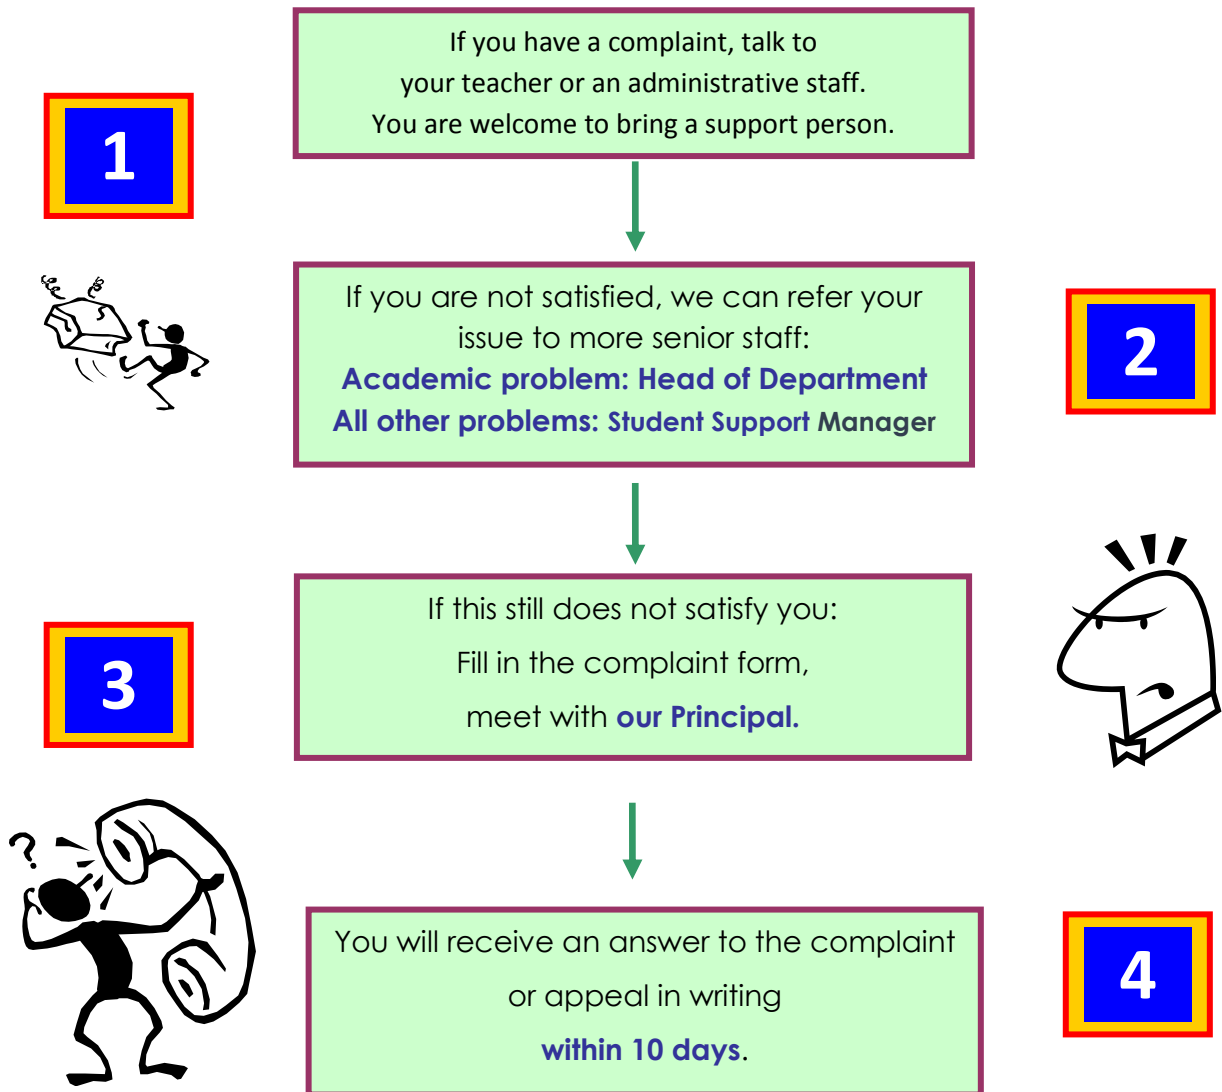 1
If you have a complaint, talk to
your teacher or an administrative staff.
You are welcome to bring a support person.
2
If you are not satisfied, we can refer your
issue to more senior staff:
Academic problem: Head of Department
All other problems: Student Support Manager
3
If this still does not satisfy you:
Fill in the complaint form,
meet with our Principal.
?
4
You will receive an answer to the complaint
or appeal in writing
within 10 days.